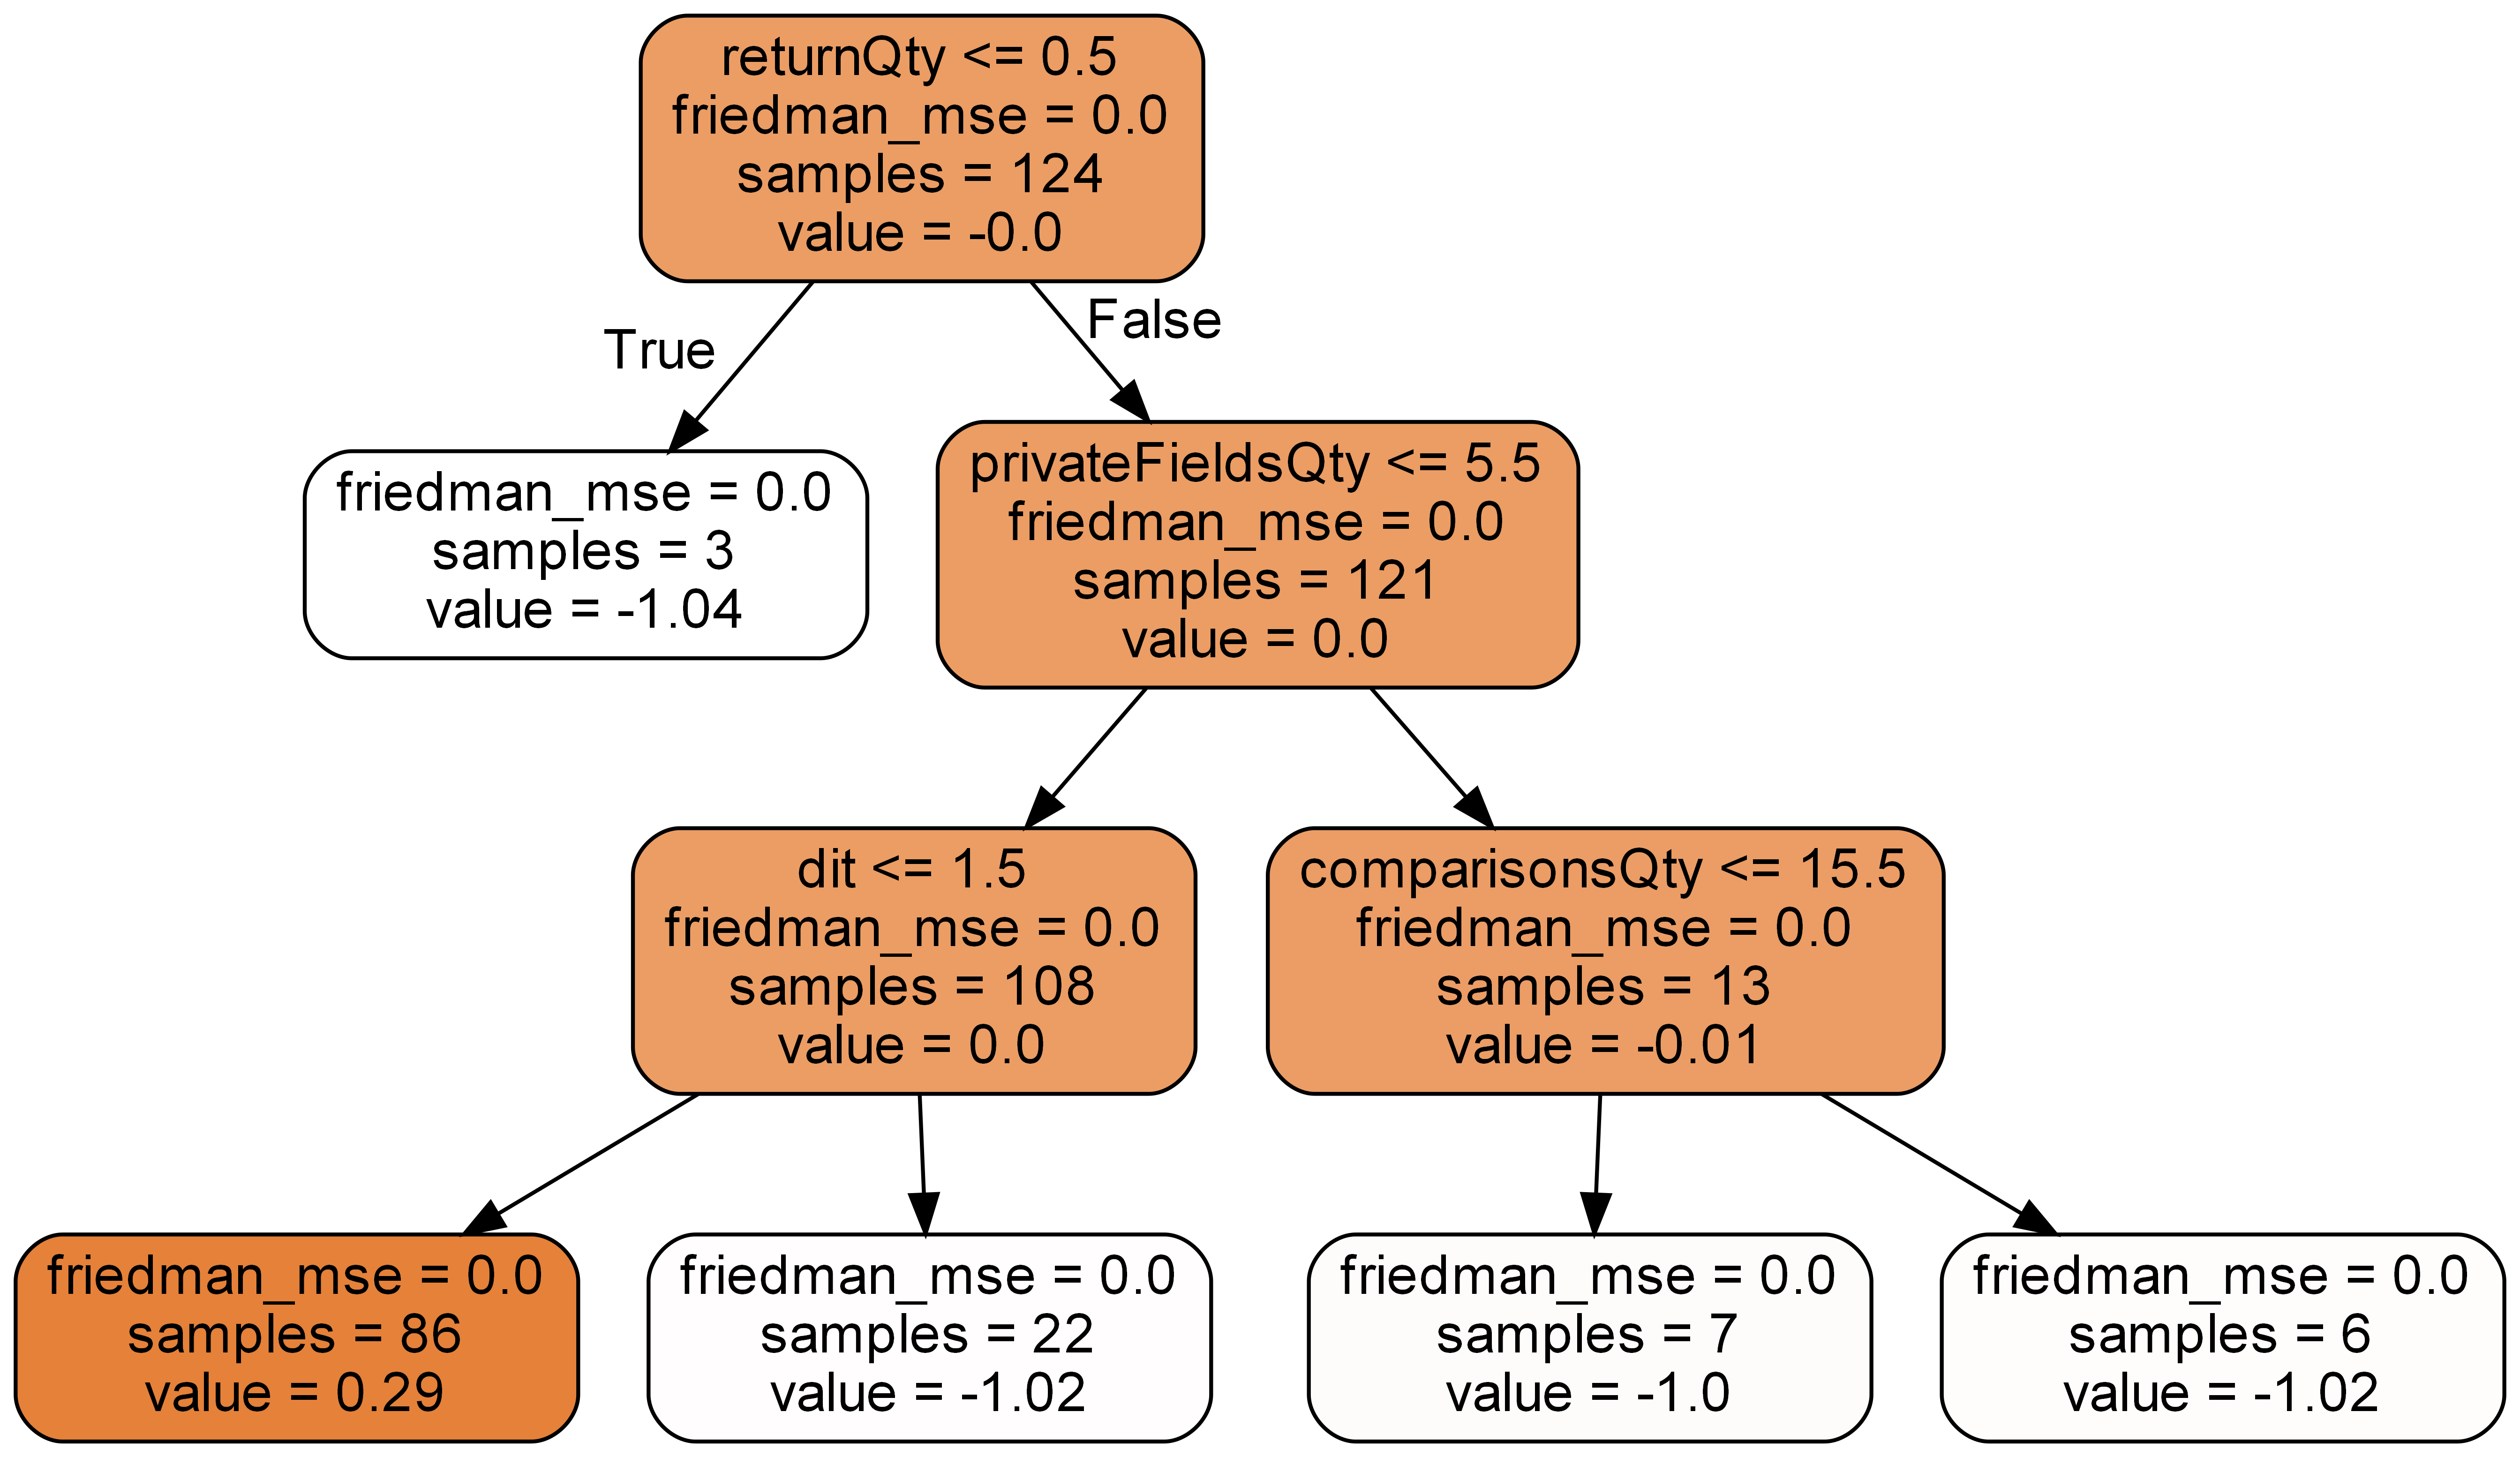 returnQty <= 0.5
friedman_mse = 0.0
samples = 124
value = -0.0
True
False
friedman_mse = 0.0
samples = 3
value = -1.04
privateFieldsQty <= 5.5
friedman_mse = 0.0
samples = 121
value = 0.0
dit <= 1.5
friedman_mse = 0.0
samples = 108
value = 0.0
comparisonsQty <= 15.5
friedman_mse = 0.0
samples = 13
value = -0.01
friedman_mse = 0.0
samples = 86
value = 0.29
friedman_mse = 0.0
samples = 22
value = -1.02
friedman_mse = 0.0
samples = 7
value = -1.0
friedman_mse = 0.0
samples = 6
value = -1.02